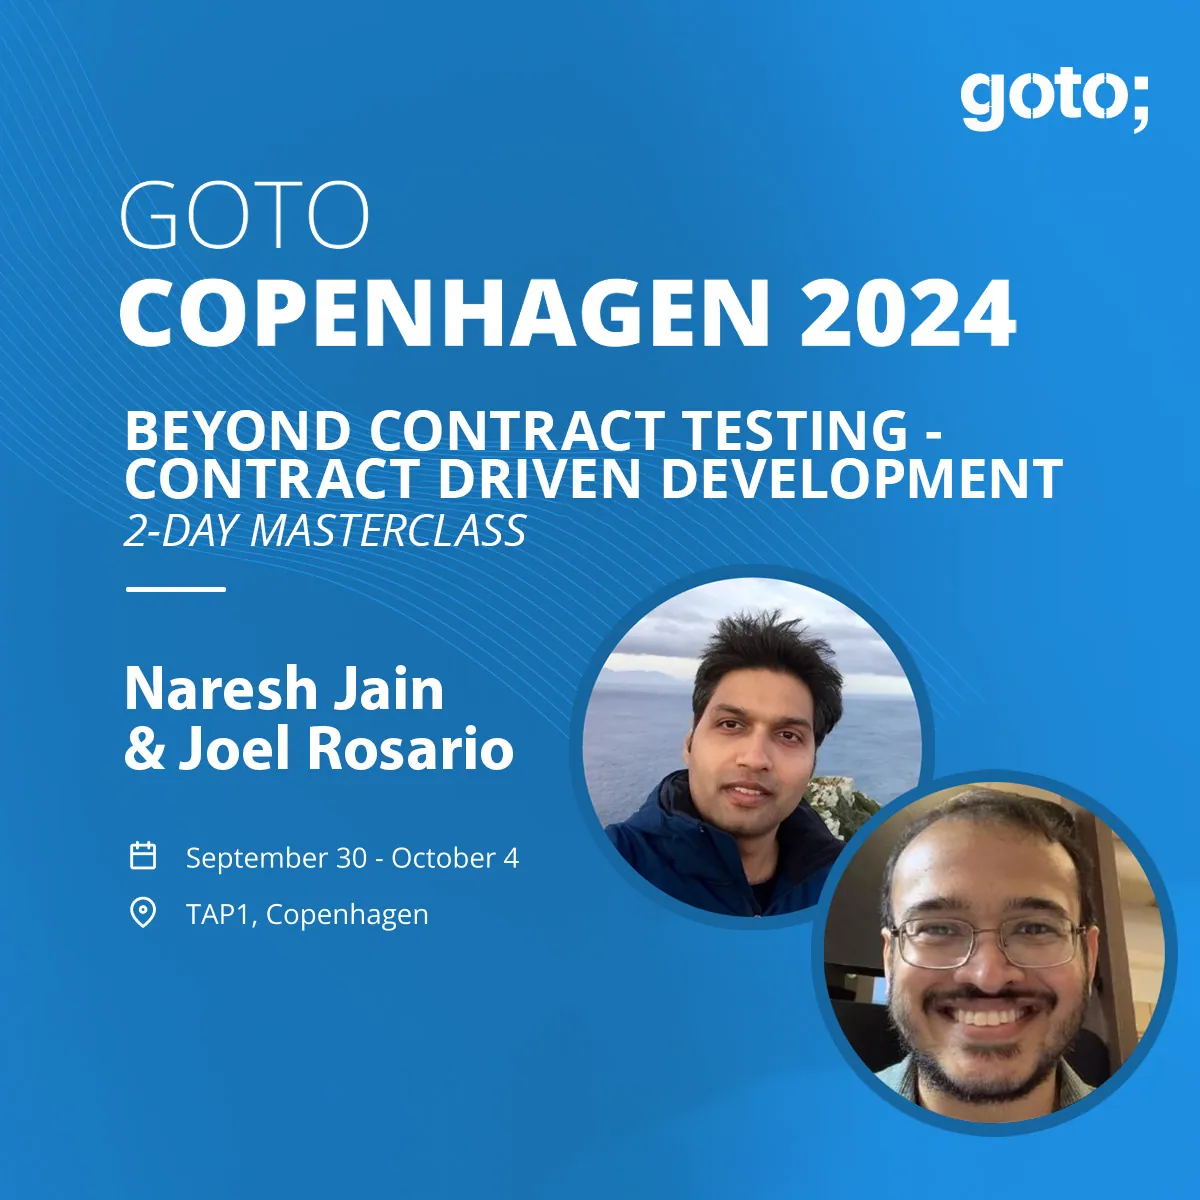 goto;
GOTO
COPENHAGEN 2024
BEYOND CONTRACT TESTING -
CONTRACT DRIVEN DEVELOPMENT
2-DAY MASTERCLASS
Naresh Jain
& Joel Rosario
September 30 - October 4
TAP1, Copenhagen